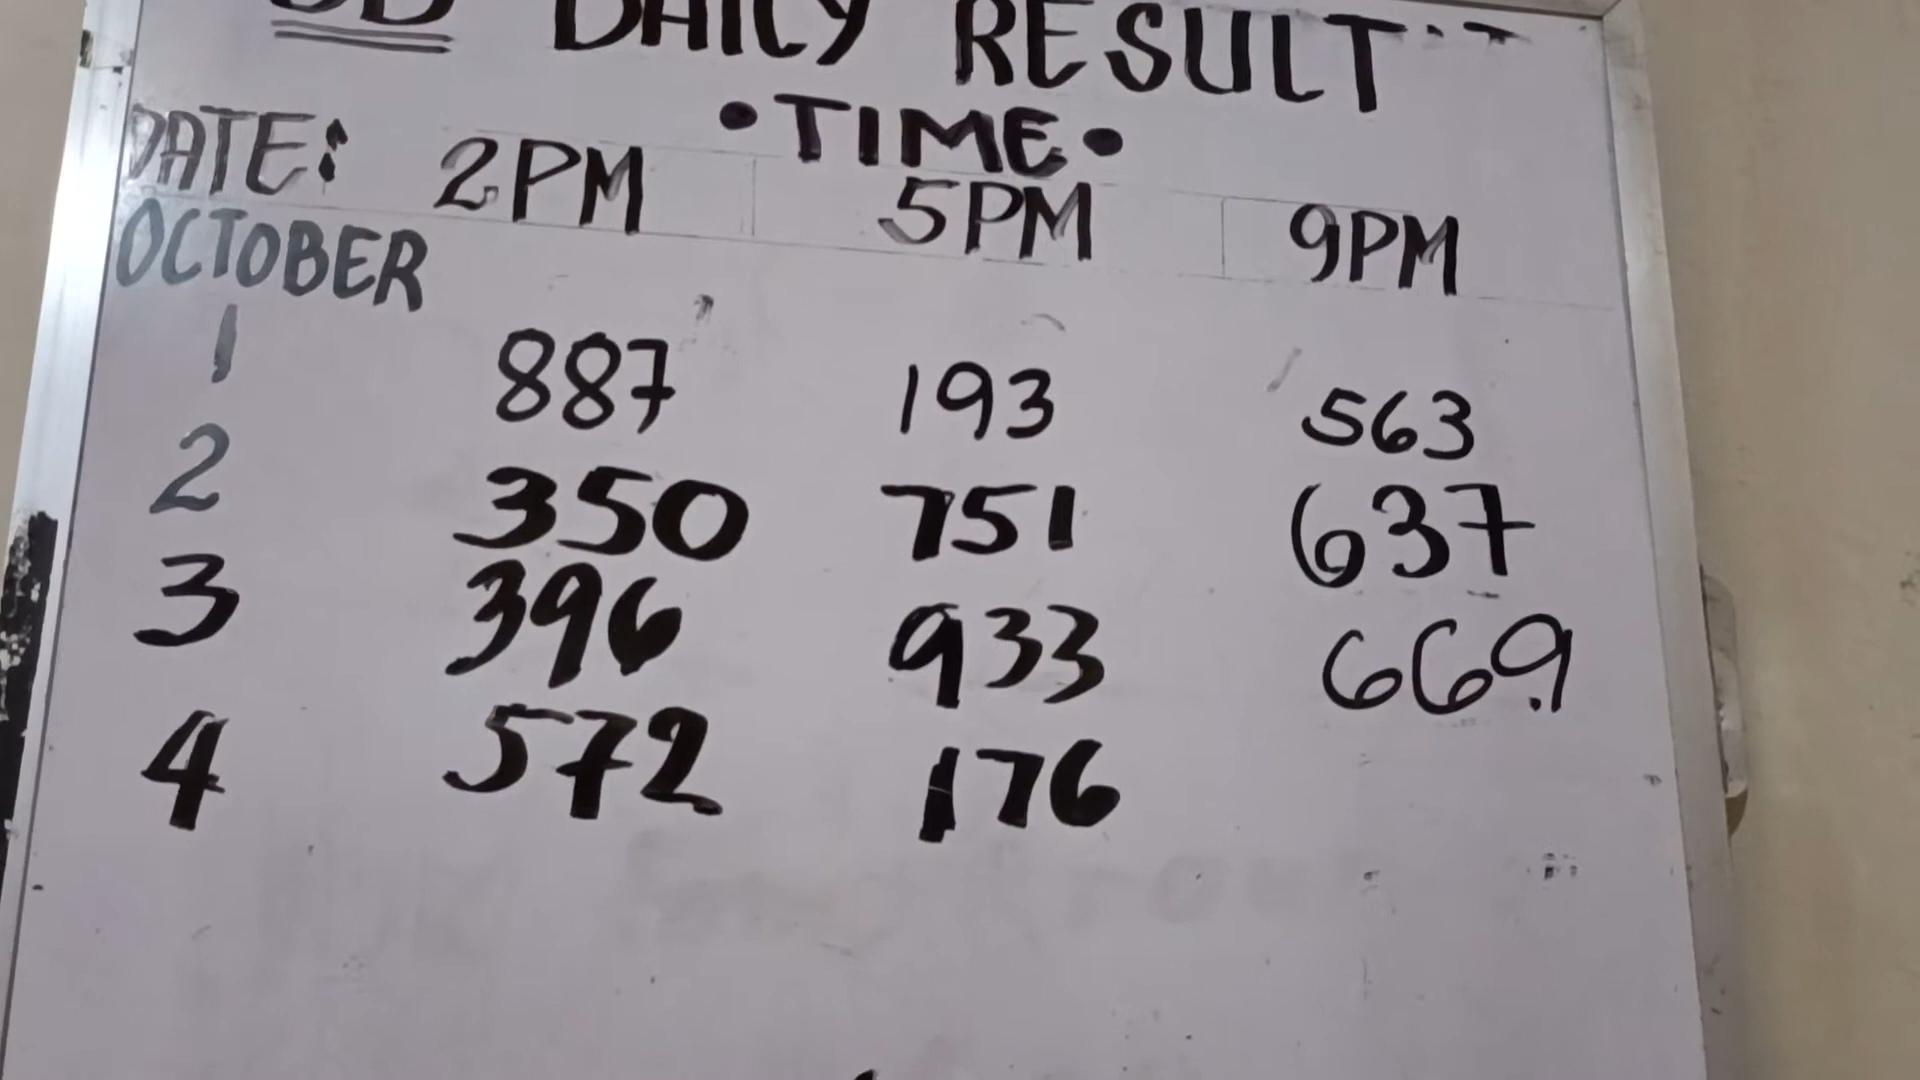 DAILY RESULT
•TIME•
DATE: 2PM 5PM 9PM
OCTOBER
1 887 193 563
2 350 751 637
3 396 933 669
4 572 176